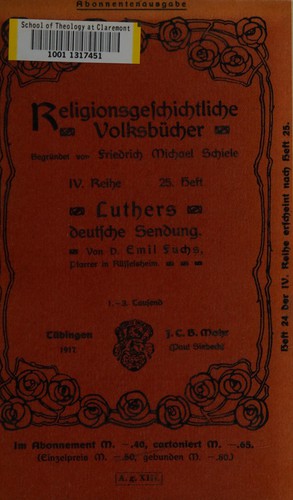 Abonnentenausgabe
School of Theology at Claremont
1001 1317451
Religionsgeschichtliche
Volksbücher
Begründet von Friedrich Michael Schiele
IV. Reihe 25. Heft
Luthers
deutsche Sendung.
Von D. Emil Fuchs,
Pfarrer in Rüsselsheim.
1.–5. Tausend
Tübingen
1917
J. C. B. Mohr
(Paul Siebeck)
Heft 24 der IV. Reihe erscheint nach Heft 25.
Im Abonnement M. —.60, cartoniert M. —.65.
(Einzelpreis M. —.50; gebunden M. —.80.)
A. g. XIII.